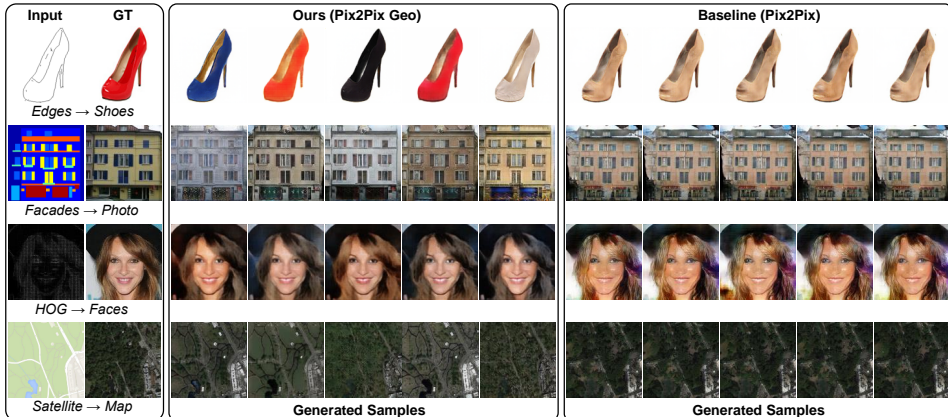 Input GT Ours (Pix2Pix Geo) Baseline (Pix2Pix)
Edges → Shoes
Facades → Photo
HOG → Faces
Satellite → Map
Generated Samples Generated Samples